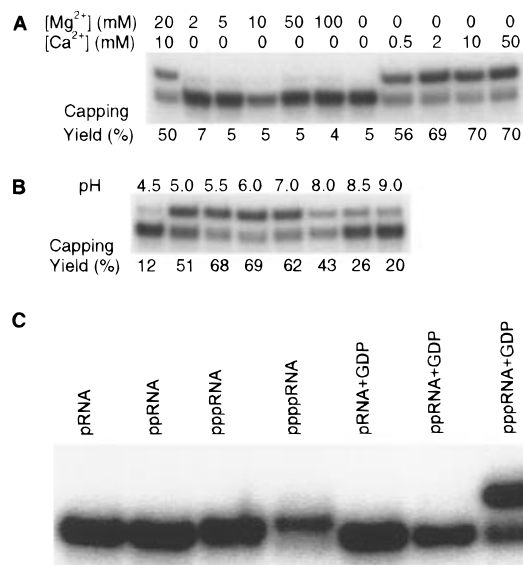 A [Mg²⁺] (mM) 20 2 5 10 50 100 0 0 0 0 0
[Ca²⁺] (mM) 10 0 0 0 0 0 0 0.5 2 10 50
Capping
Yield (%) 50 7 5 5 5 4 5 56 69 70 70
B pH 4.5 5.0 5.5 6.0 7.0 8.0 8.5 9.0
Capping
Yield (%) 12 51 68 69 62 43 26 20
C
pRNA
ppRNA
pppRNA
ppppRNA
pRNA+GDP
ppRNA+GDP
pppRNA+GDP